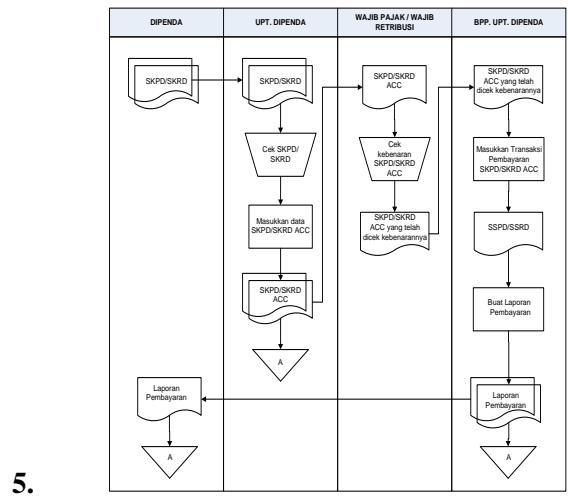 DIPENDA
UPT. DIPENDA
WAJIB PAJAK / WAJIB
RETRIBUSI
BPP. UPT. DIPENDA
SKPD/SKRD
SKPD/SKRD
Cek SKPD/
SKRD
Masukkan data
SKPD/SKRD ACC
SKPD/SKRD
ACC
A
SKPD/SKRD
ACC
Cek
kebenaran
SKPD/SKRD
ACC
SKPD/SKRD
ACC yang telah
dicek kebenarannya
SKPD/SKRD
ACC yang telah
dicek kebenarannya
Masukkan Transaksi
Pembayaran
SKPD/SKRD ACC
SSPD/SSRD
Buat Laporan
Pembayaran
Laporan
Pembayaran
A
Laporan
Pembayaran
A
5.